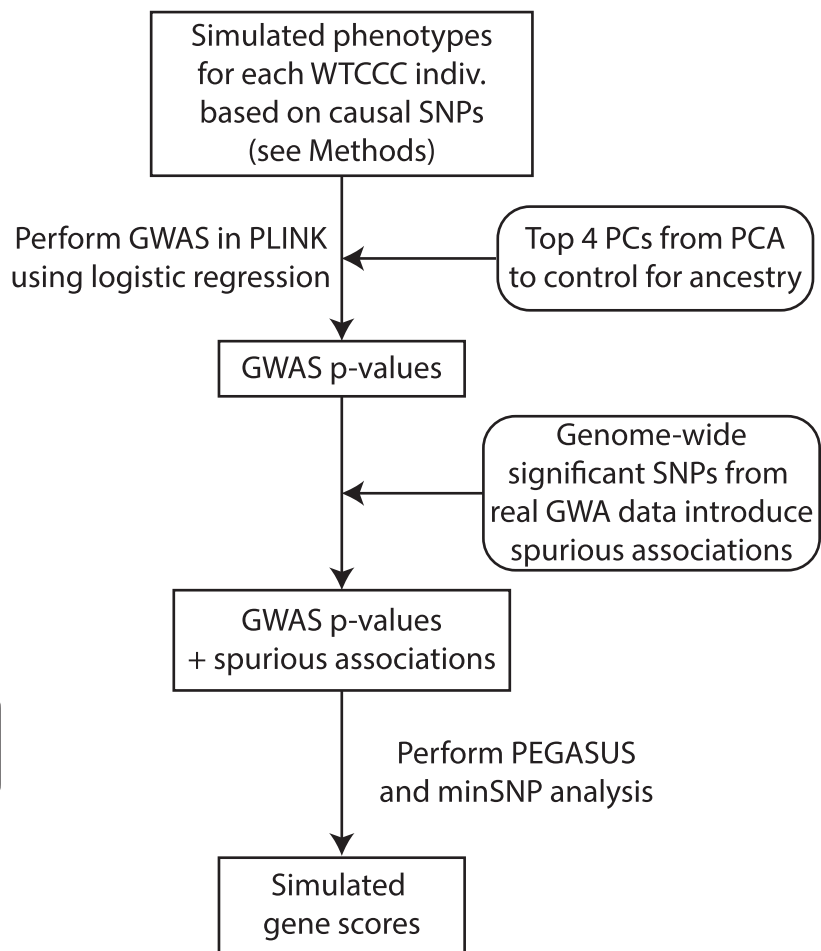 Simulated phenotypes
for each WTCCC indiv.
based on causal SNPs
(see Methods)
Perform GWAS in PLINK
using logistic regression
Top 4 PCs from PCA
to control for ancestry
GWAS p-values
Genome-wide
significant SNPs from
real GWA data introduce
spurious associations
GWAS p-values
+ spurious associations
Perform PEGASUS
and minSNP analysis
Simulated
gene scores